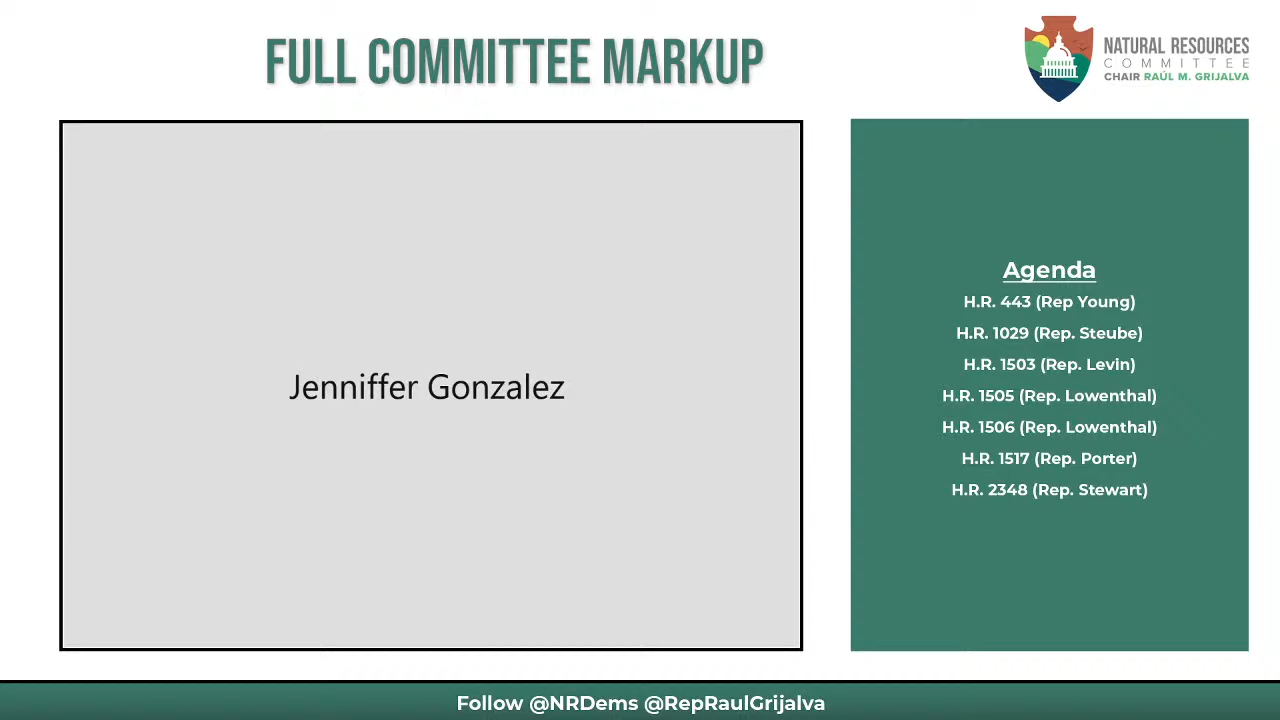 FULL COMMITTEE MARKUP
NATURAL RESOURCES
COMMITTEE
CHAIR RAÚL M. GRIJALVA
Jenniffer Gonzalez
Agenda
H.R. 443 (Rep Young)
H.R. 1029 (Rep. Steube)
H.R. 1503 (Rep. Levin)
H.R. 1505 (Rep. Lowenthal)
H.R. 1506 (Rep. Lowenthal)
H.R. 1517 (Rep. Porter)
H.R. 2348 (Rep. Stewart)
Follow @NRDems @RepRaulGrijalva